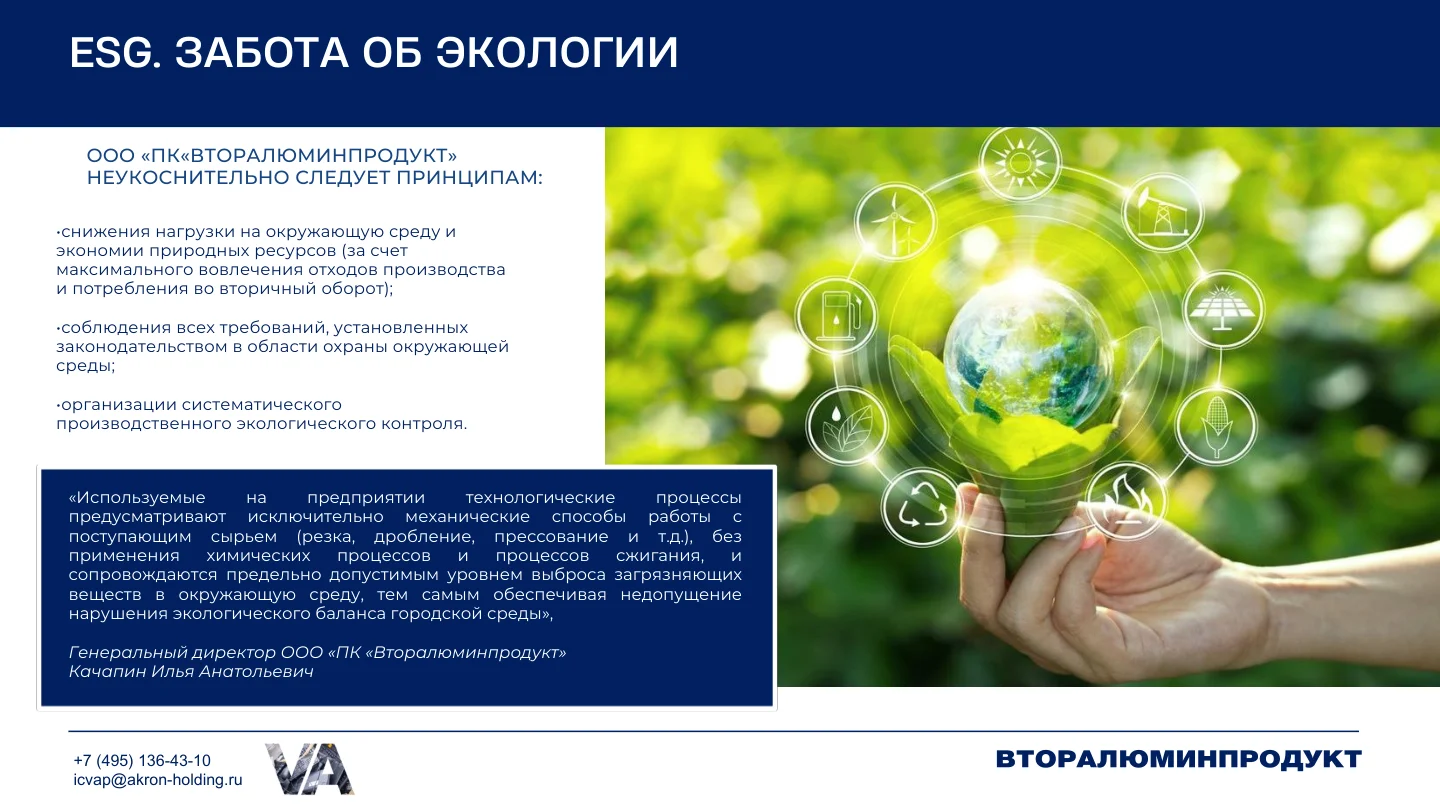 ESG. ЗАБОТА ОБ ЭКОЛОГИИ
ООО «ПК«ВТОРАЛЮМИНПРОДУКТ»
НЕУКОСНИТЕЛЬНО СЛЕДУЕТ ПРИНЦИПАМ:
•снижения нагрузки на окружающую среду и
экономии природных ресурсов (за счет
максимального вовлечения отходов производства
и потребления во вторичный оборот);
•соблюдения всех требований, установленных
законодательством в области охраны окружающей
среды;
•организации систематического
производственного экологического контроля.
«Используемые на предприятии технологические процессы
предусматривают исключительно механические способы работы с
поступающим сырьем (резка, дробление, прессование и т.д.), без
применения химических процессов и процессов сжигания, и
сопровождаются предельно допустимым уровнем выброса загрязняющих
веществ в окружающую среду, тем самым обеспечивая недопущение
нарушения экологического баланса городской среды»,
Генеральный директор ООО «ПК «Вторалюминпродукт»
Качапин Илья Анатольевич
+7 (495) 136-43-10
icvap@akron-holding.ru
VA
ВТОРАЛЮМИНПРОДУКТ